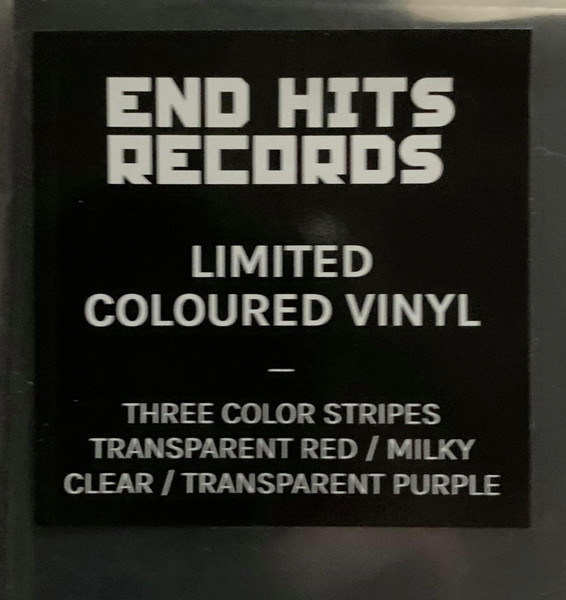 END HITS
RECORDS
LIMITED
COLOURED VINYL
—
THREE COLOR STRIPES
TRANSPARENT RED / MILKY
CLEAR / TRANSPARENT PURPLE